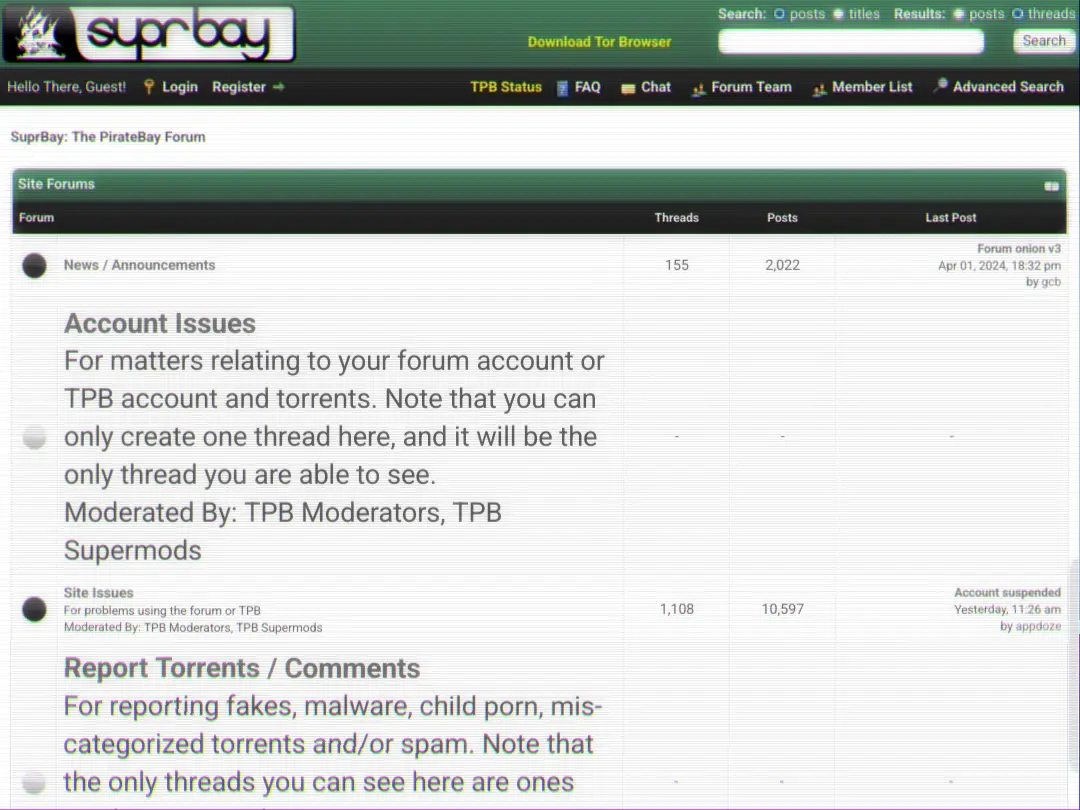 suprbay
Search: posts titles Results: posts threads
Download Tor Browser
Search
Hello There, Guest! Login Register
TPB Status FAQ Chat Forum Team Member List Advanced Search
SuprBay: The PirateBay Forum
Site Forums
Forum Threads Posts Last Post
News / Announcements 155 2,022
Forum onion v3
Apr 01, 2024, 18:32 pm
by gcb
Account Issues
For matters relating to your forum account or
TPB account and torrents. Note that you can
only create one thread here, and it will be the
only thread you are able to see.
Moderated By: TPB Moderators, TPB
Supermods
- - -
Site Issues
For problems using the forum or TPB
Moderated By: TPB Moderators, TPB Supermods
1,108 10,597
Account suspended
Yesterday, 11:26 am
by appdoze
Report Torrents / Comments
For reporting fakes, malware, child porn, mis-
categorized torrents and/or spam. Note that
the only threads you can see here are ones
- - -